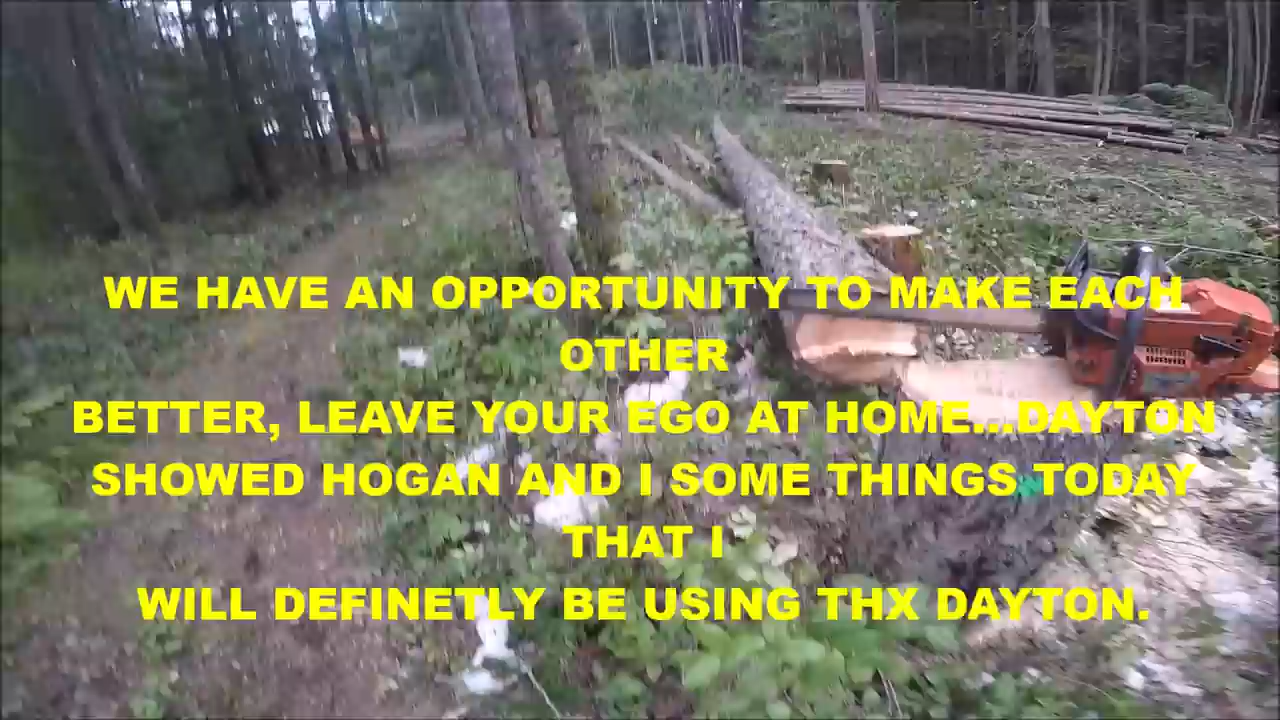 WE HAVE AN OPPORTUNITY TO MAKE EACH
OTHER
BETTER, LEAVE YOUR EGO AT HOME...DAYTON
SHOWED HOGAN AND I SOME THINGS TODAY
THAT I
WILL DEFINETLY BE USING THX DAYTON.